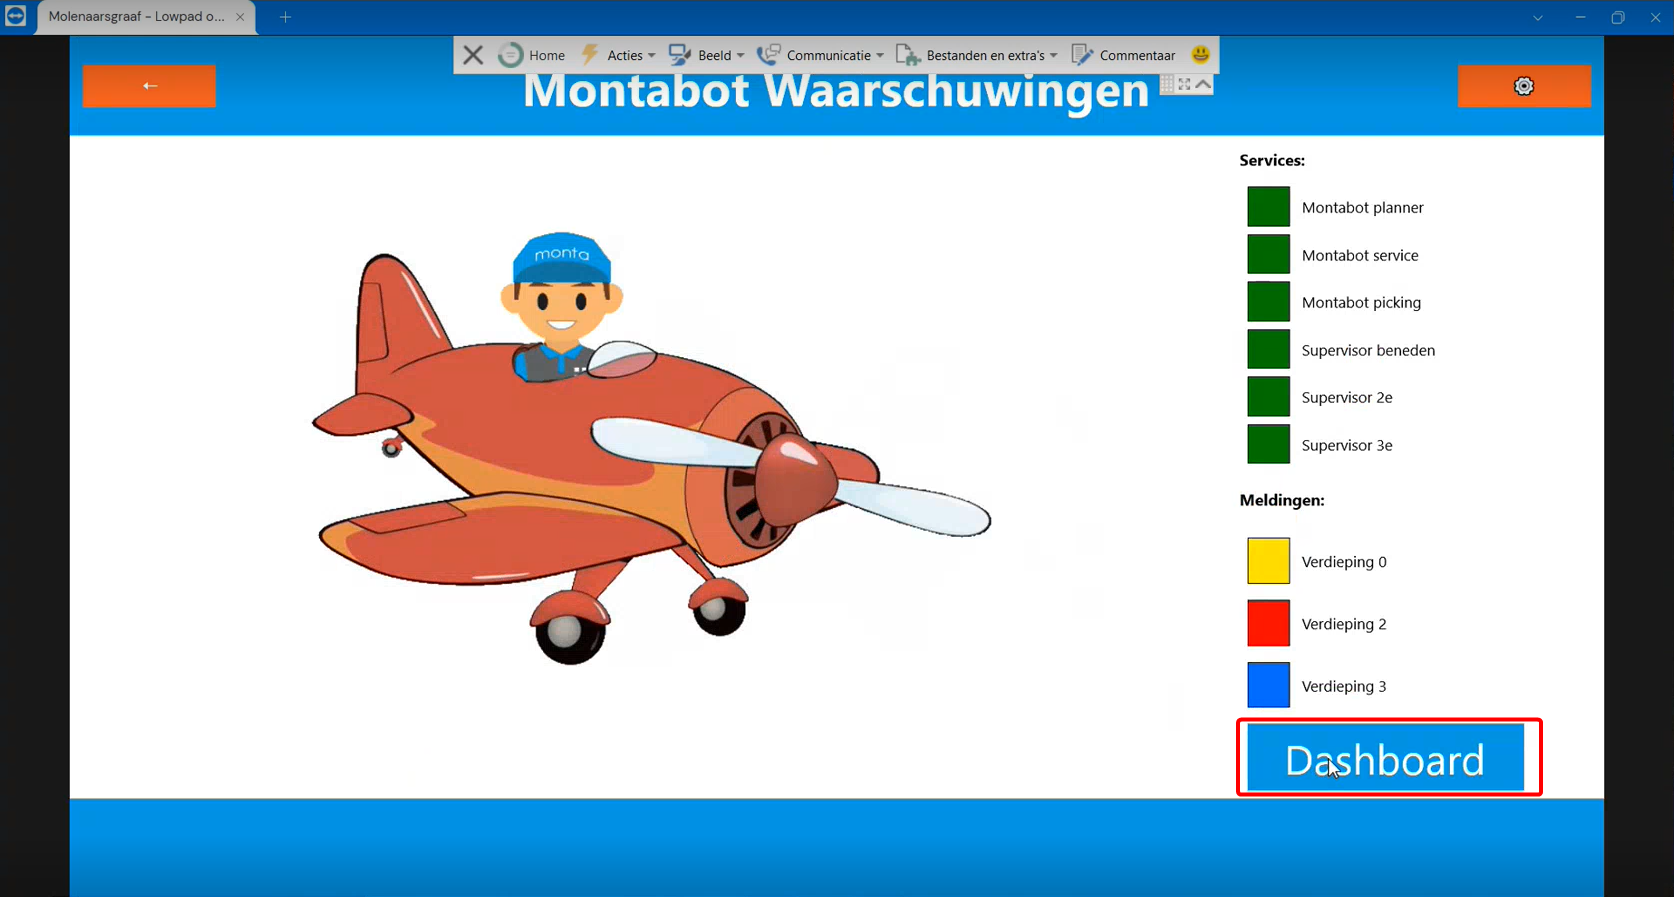 Molenaarsgraaf - Lowpad o...
Home Acties Beeld Communicatie Bestanden en extra's Commentaar
←
Montabot Waarschuwingen
Services:
monta
Montabot planner
Montabot service
Montabot picking
Supervisor beneden
Supervisor 2e
Supervisor 3e
Meldingen:
Verdieping 0
Verdieping 2
Verdieping 3
Dashboard